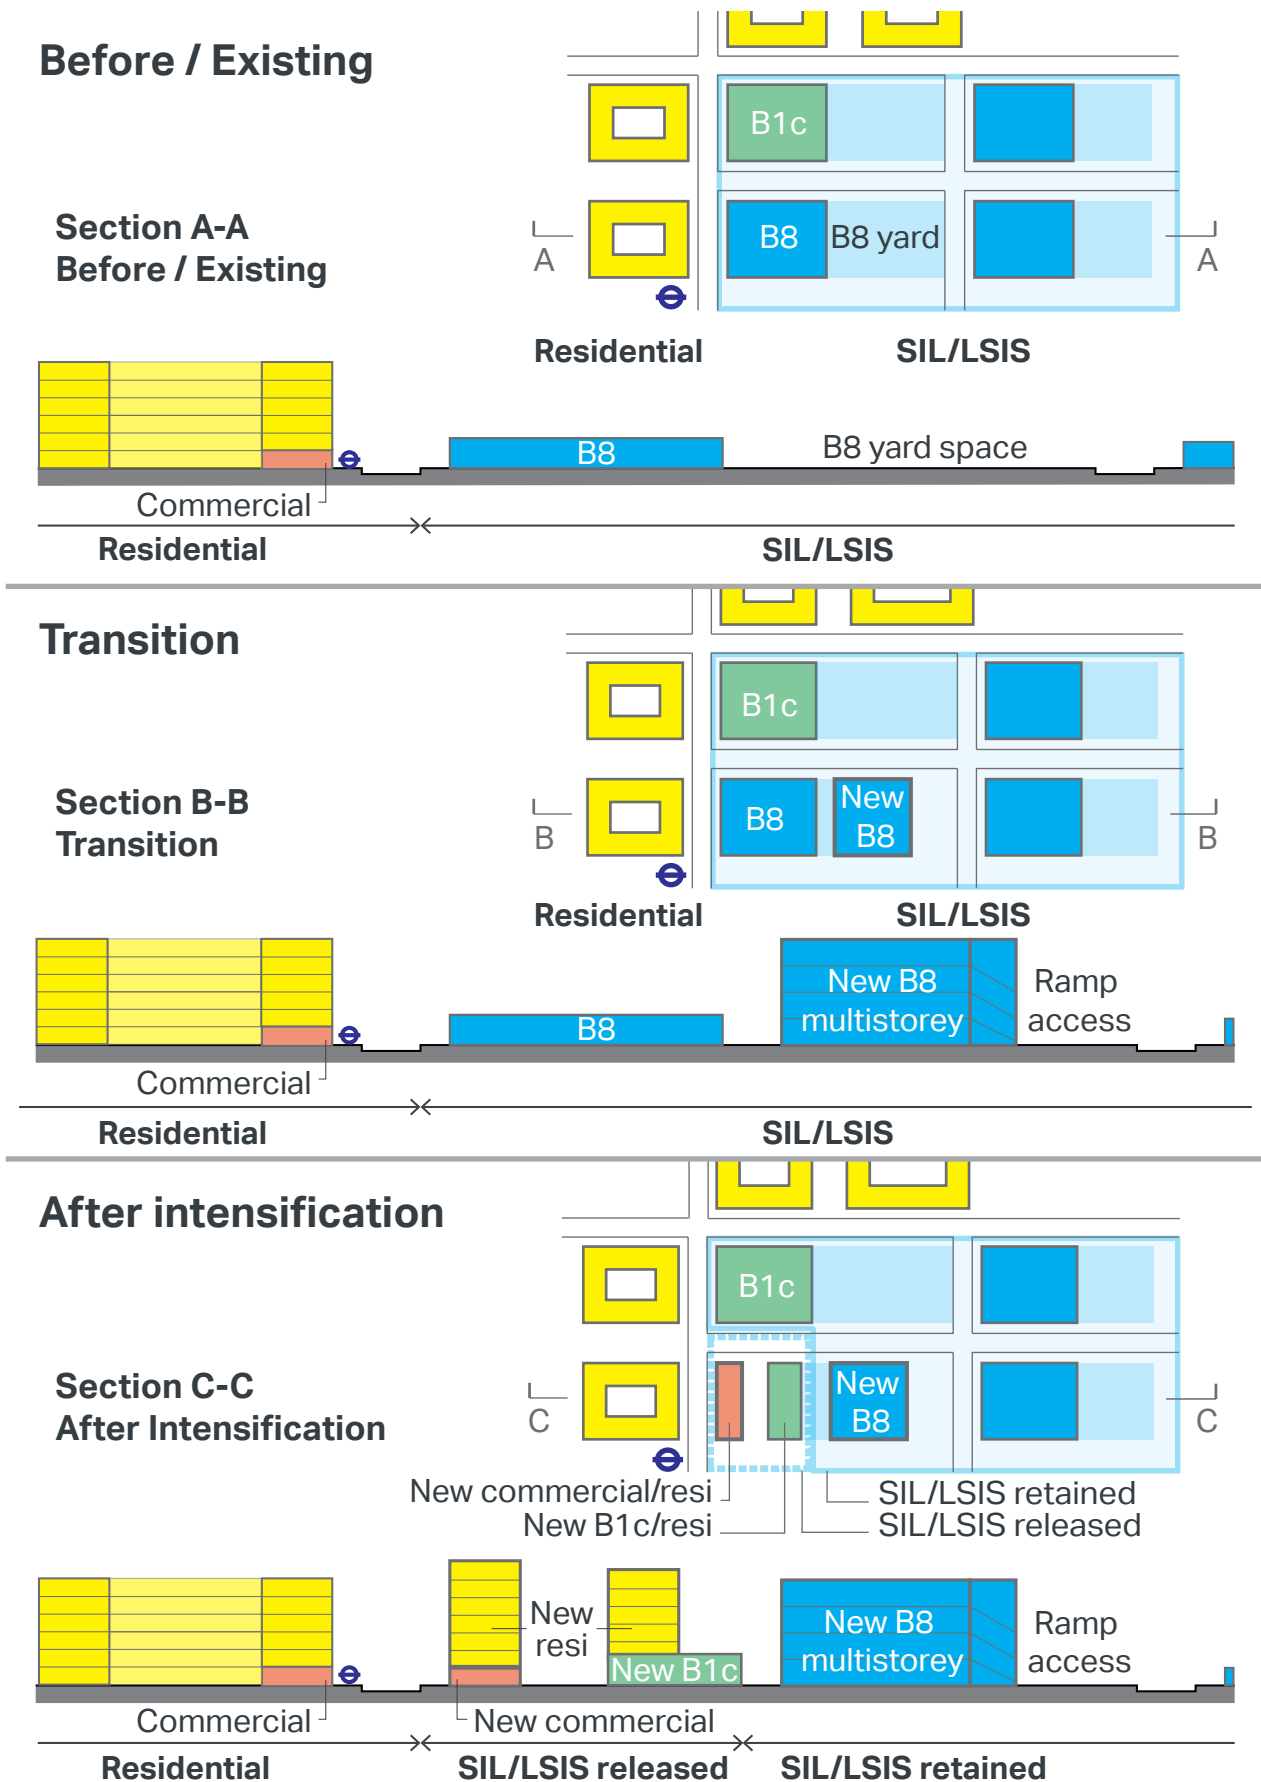 Before / Existing
B1c
Section A-A
Before / Existing
A
B8
B8 yard
A
Residential
SIL/LSIS
B8
B8 yard space
Commercial
Residential
SIL/LSIS
Transition
B1c
Section B-B
Transition
B
B8
New
B8
B
Residential
SIL/LSIS
New B8
multistorey
Ramp
access
B8
Commercial
Residential
SIL/LSIS
After intensification
B1c
Section C-C
After Intensification
C
New
B8
C
New commercial/resi
SIL/LSIS retained
New B1c/resi
SIL/LSIS released
New
resi
New B1c
New B8
multistorey
Ramp
access
Commercial
New commercial
Residential
SIL/LSIS released
SIL/LSIS retained